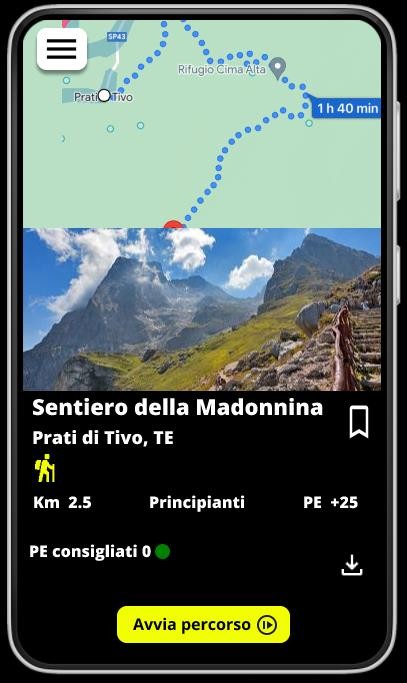 SP43
Rifugio Cima Alta
Prati Tivo
1 h 40 min
Sentiero della Madonnina
Prati di Tivo, TE
Km 2.5 Principianti PE +25
PE consigliati 0
Avvia percorso